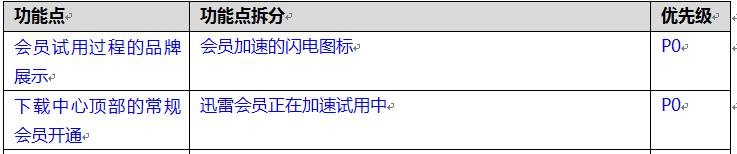 功能点 功能点拆分 优先级
会员试用过程的品牌 会员加速的闪电图标 P0
展示
下载中心顶部的常规 迅雷会员正在加速试用中 P0
会员开通